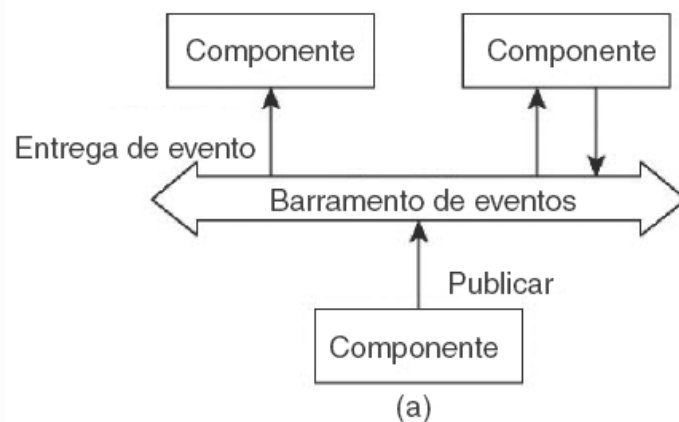 Componente
Componente
Entrega de evento
Barramento de eventos
Publicar
Componente
(a)